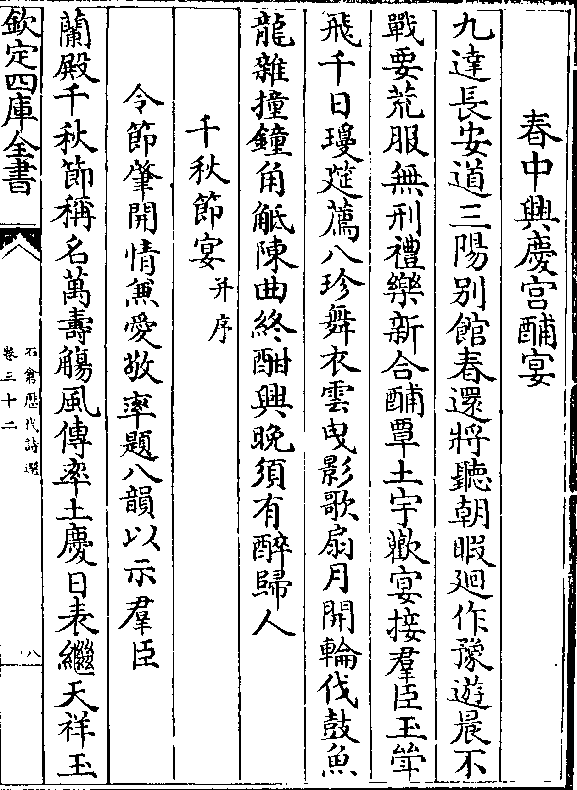 春中興慶宮酺宴
九達長安道三陽別館春還將聽朝暇廻作豫遊晨不
戰要荒服無刑禮樂新合酺覃土宇歡宴接羣臣玉斝
飛千日瓊筵薦八珍舞衣雲曳影歌扇月開輪伐鼓魚
龍雜撞鐘角觝陳曲終酣興晚須有醉歸人
千秋節宴并序
令節肇開情兼愛敬率題八韻以示羣臣
蘭殿千秋節稱名萬壽觴風傳率土慶日表繼天祥玉
欽定四庫全書
石倉歷代詩選
卷三十二
八